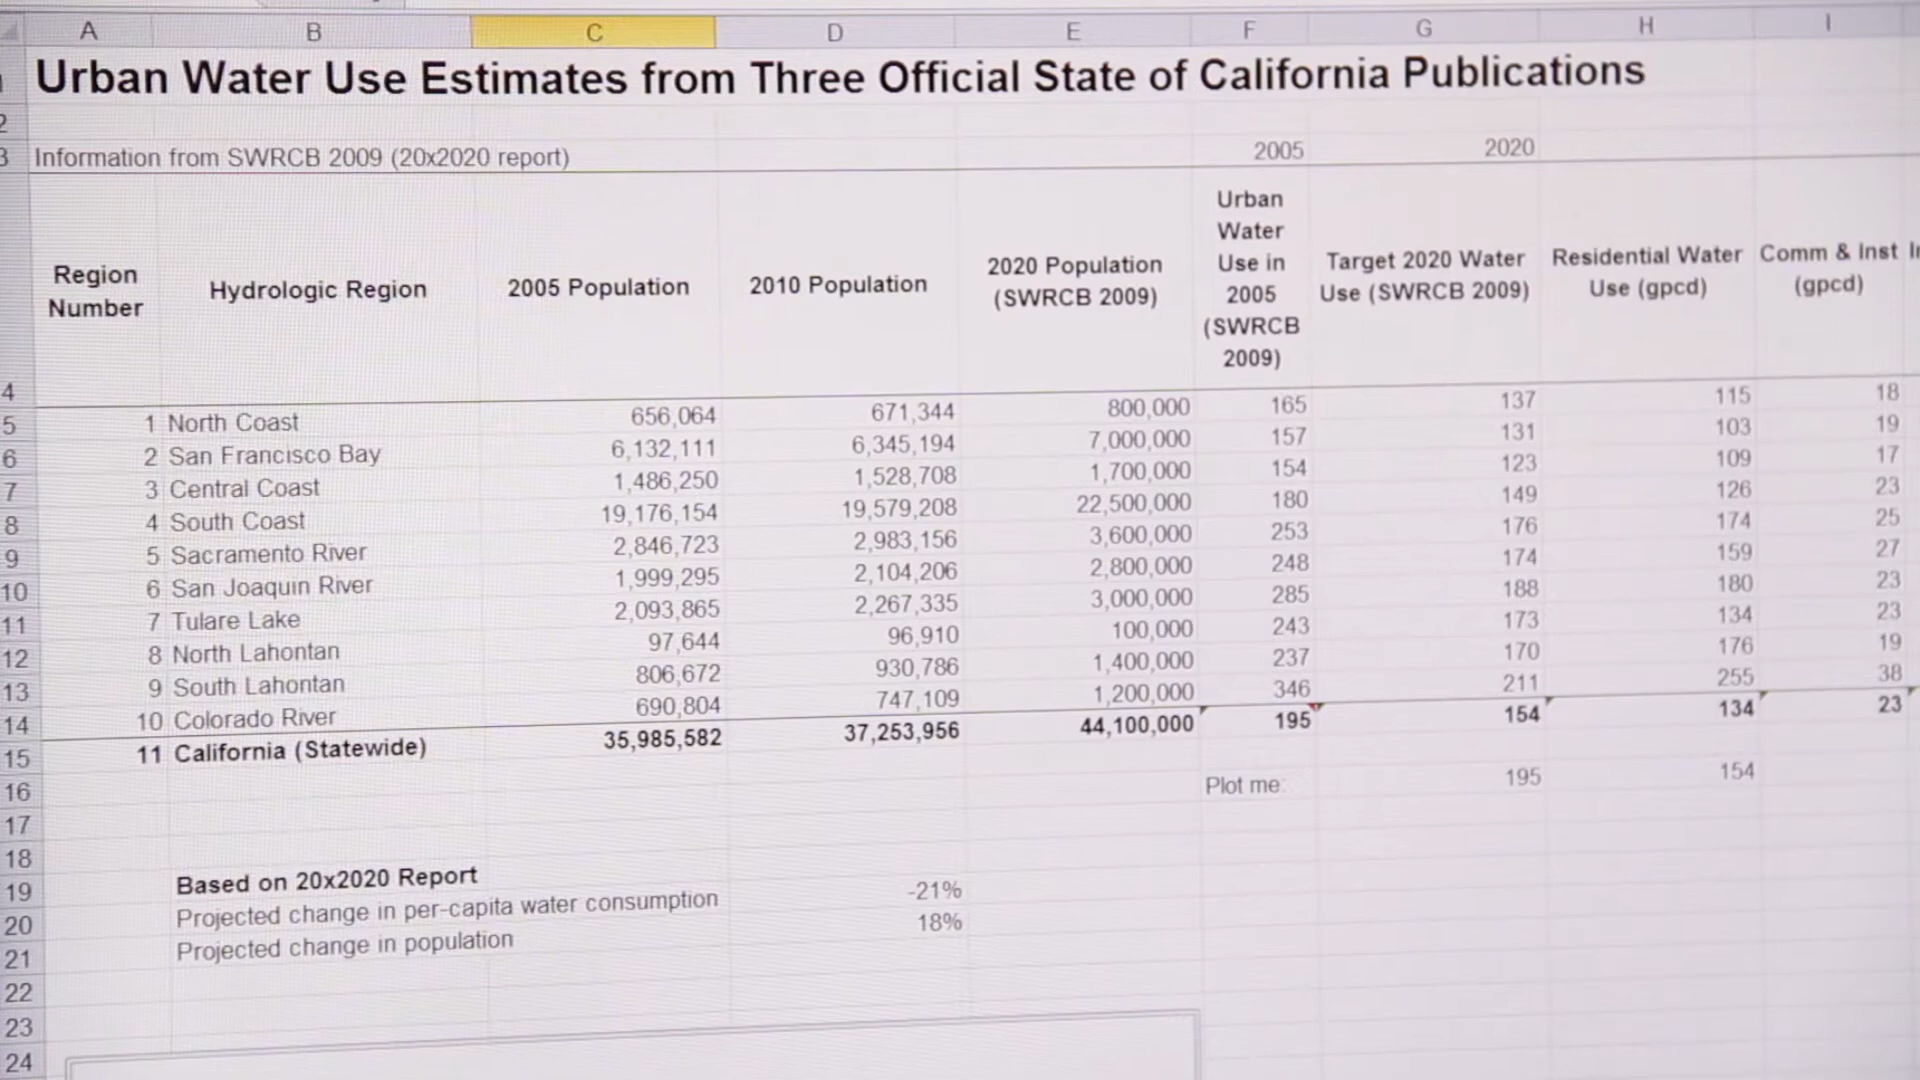 A B C D E F G H I
Urban Water Use Estimates from Three Official State of California Publications
2
3 Information from SWRCB 2009 (20x2020 report) 2005 2020
4 Region Number Hydrologic Region 2005 Population 2010 Population 2020 Population (SWRCB 2009) Urban Water Use in 2005 (SWRCB 2009) Target 2020 Water Use (SWRCB 2009) Residential Water Use (gpcd) Comm & Inst (gpcd)
5 1 North Coast 656,064 671,344 800,000 165 137 115 18
6 2 San Francisco Bay 6,132,111 6,345,194 7,000,000 157 131 103 19
7 3 Central Coast 1,486,250 1,528,708 1,700,000 154 123 109 17
8 4 South Coast 19,176,154 19,579,208 22,500,000 180 149 126 23
9 5 Sacramento River 2,846,723 2,983,156 3,600,000 253 176 174 25
10 6 San Joaquin River 1,999,295 2,104,206 2,800,000 248 174 159 27
11 7 Tulare Lake 2,093,865 2,267,335 3,000,000 285 188 180 23
12 8 North Lahontan 97,644 96,910 100,000 243 173 134 23
13 9 South Lahontan 806,672 930,786 1,400,000 237 170 176 19
14 10 Colorado River 690,804 747,109 1,200,000 346 211 255 38
15 11 California (Statewide) 35,985,582 37,253,956 44,100,000 195 154 134 23
16 Plot me: 195 154
17
18
19 Based on 20x2020 Report
20 Projected change in per-capita water consumption -21%
21 Projected change in population 18%
22
23
24